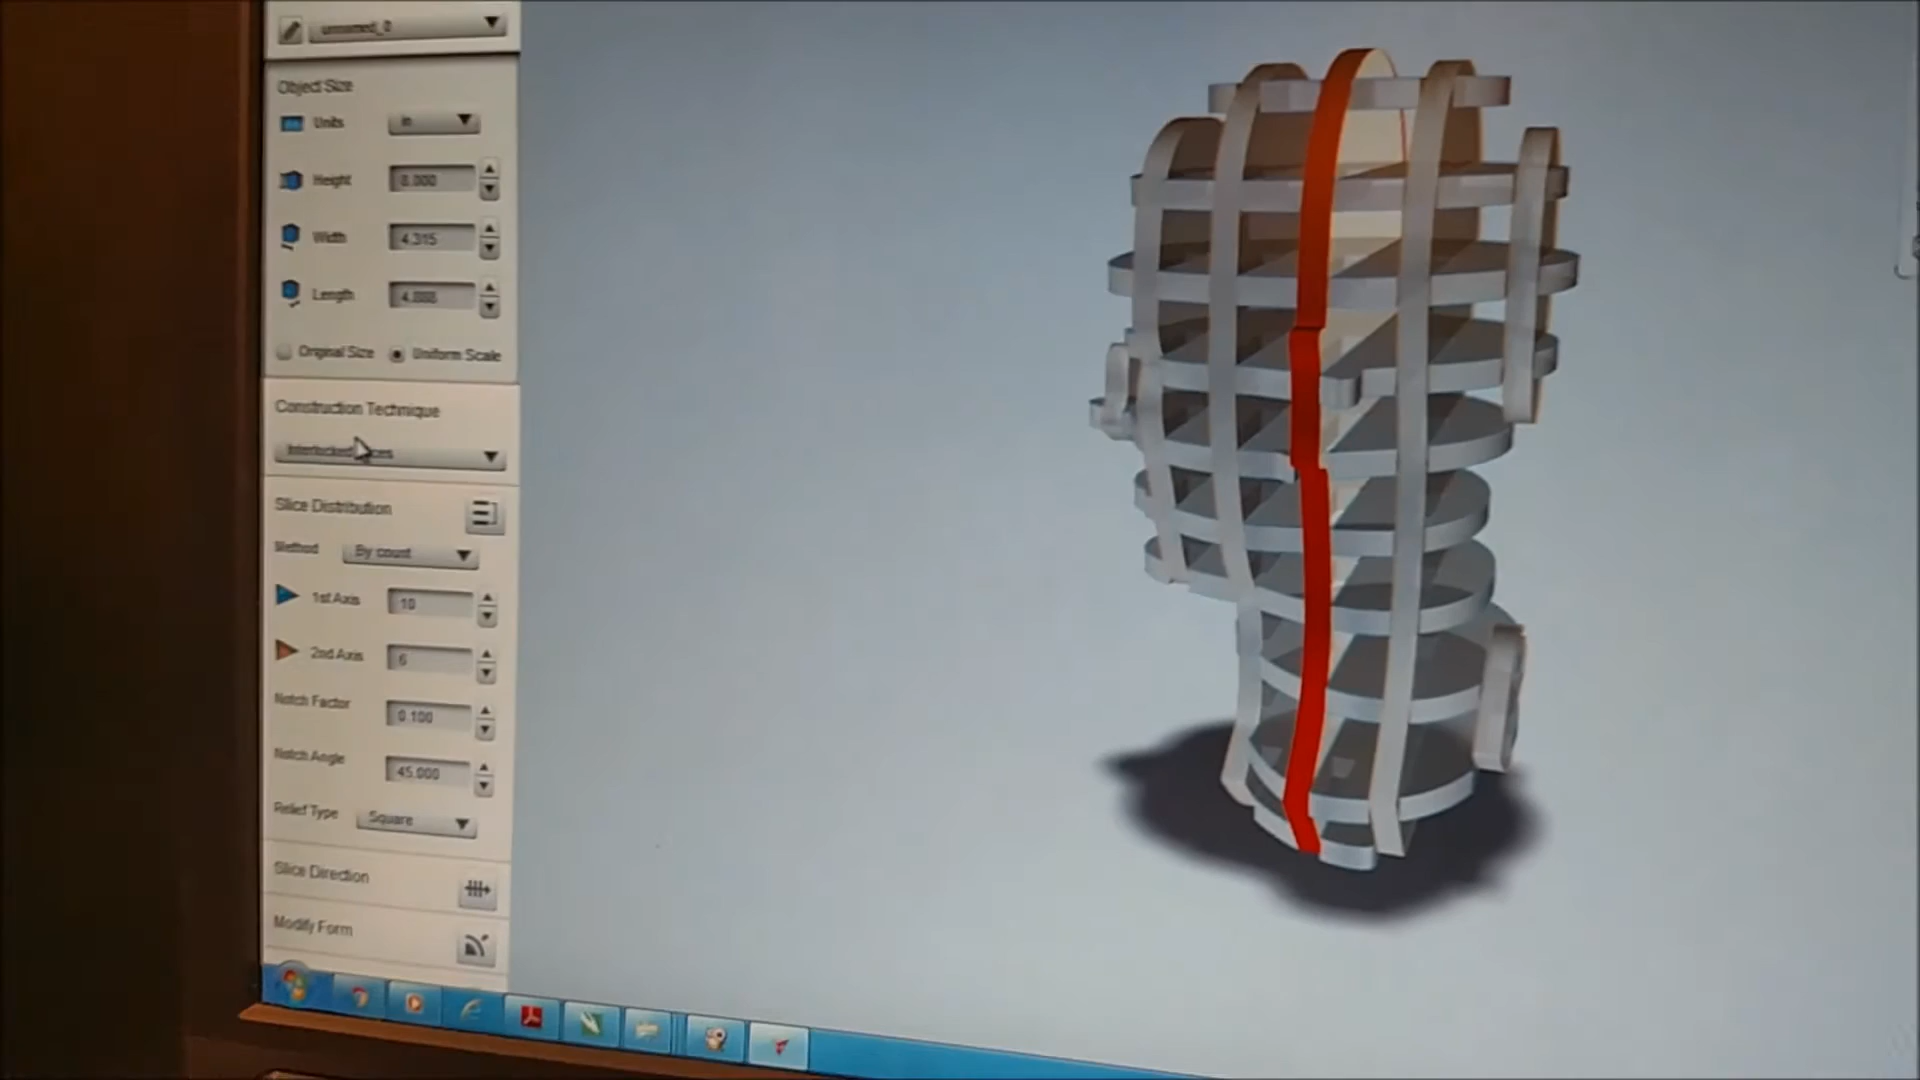 unnamed_0
Object Size
Units in
Height 8.000
Width 4.315
Length
Original Size Uniform Scale
Construction Technique
Slice Distribution
Method By count
1st Axis 10
2nd Axis 6
Notch Factor 0.100
Notch Angle 45.000
Relief Type Square
Slice Direction
Modify Form